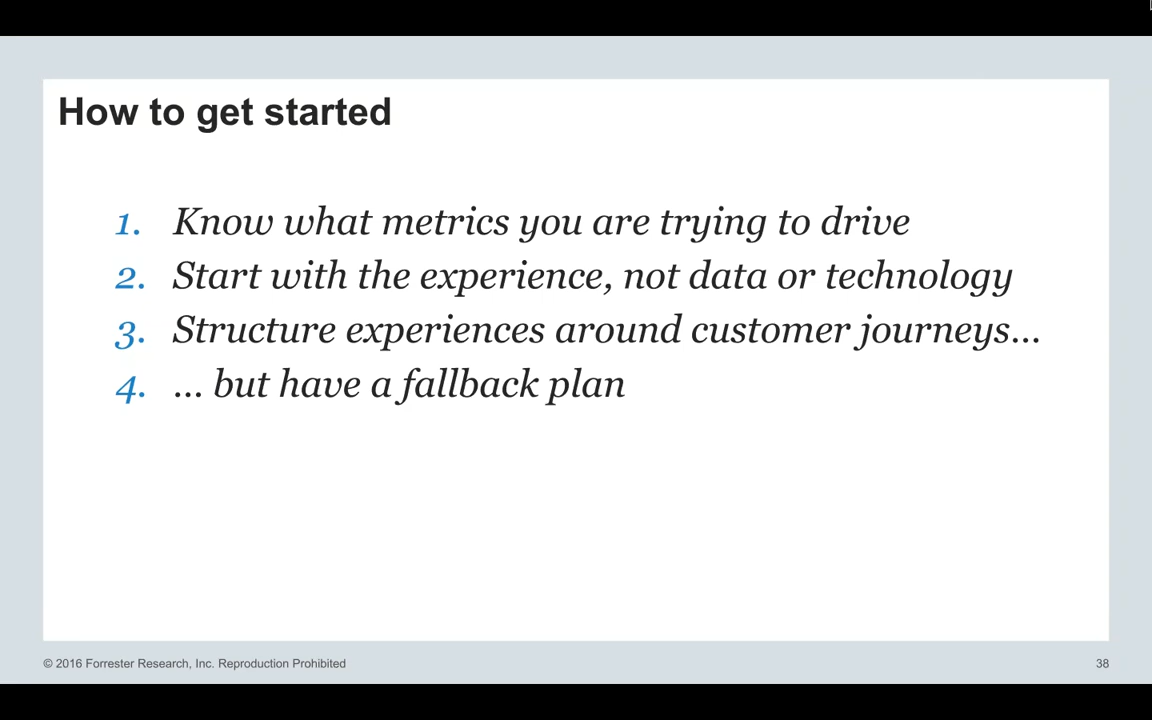 How to get started
1. Know what metrics you are trying to drive
2. Start with the experience, not data or technology
3. Structure experiences around customer journeys...
4. ... but have a fallback plan
© 2016 Forrester Research, Inc. Reproduction Prohibited
38